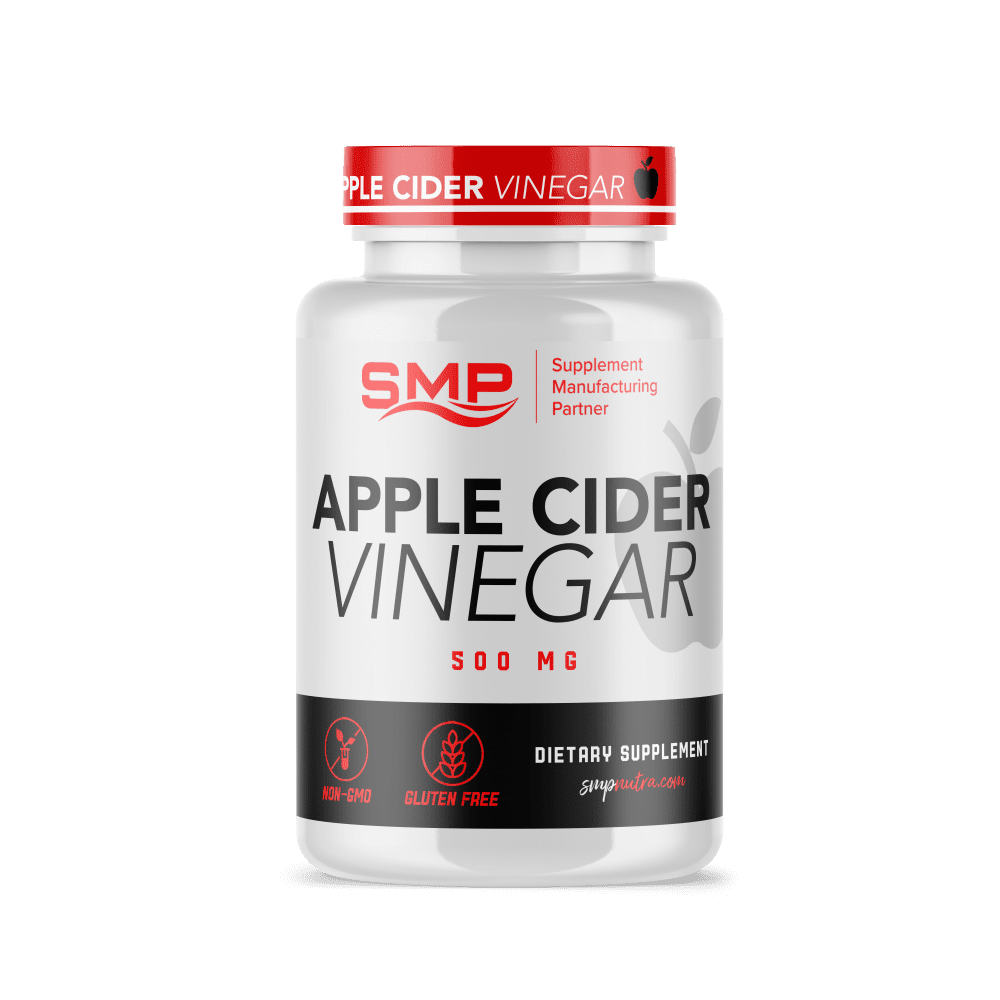 PPLE CIDER VINEGAR
SMP
Supplement
Manufacturing
Partner
APPLE CIDER
VINEGAR
500 MG
NON-GMO
GLUTEN FREE
DIETARY SUPPLEMENT
smpnutra.com